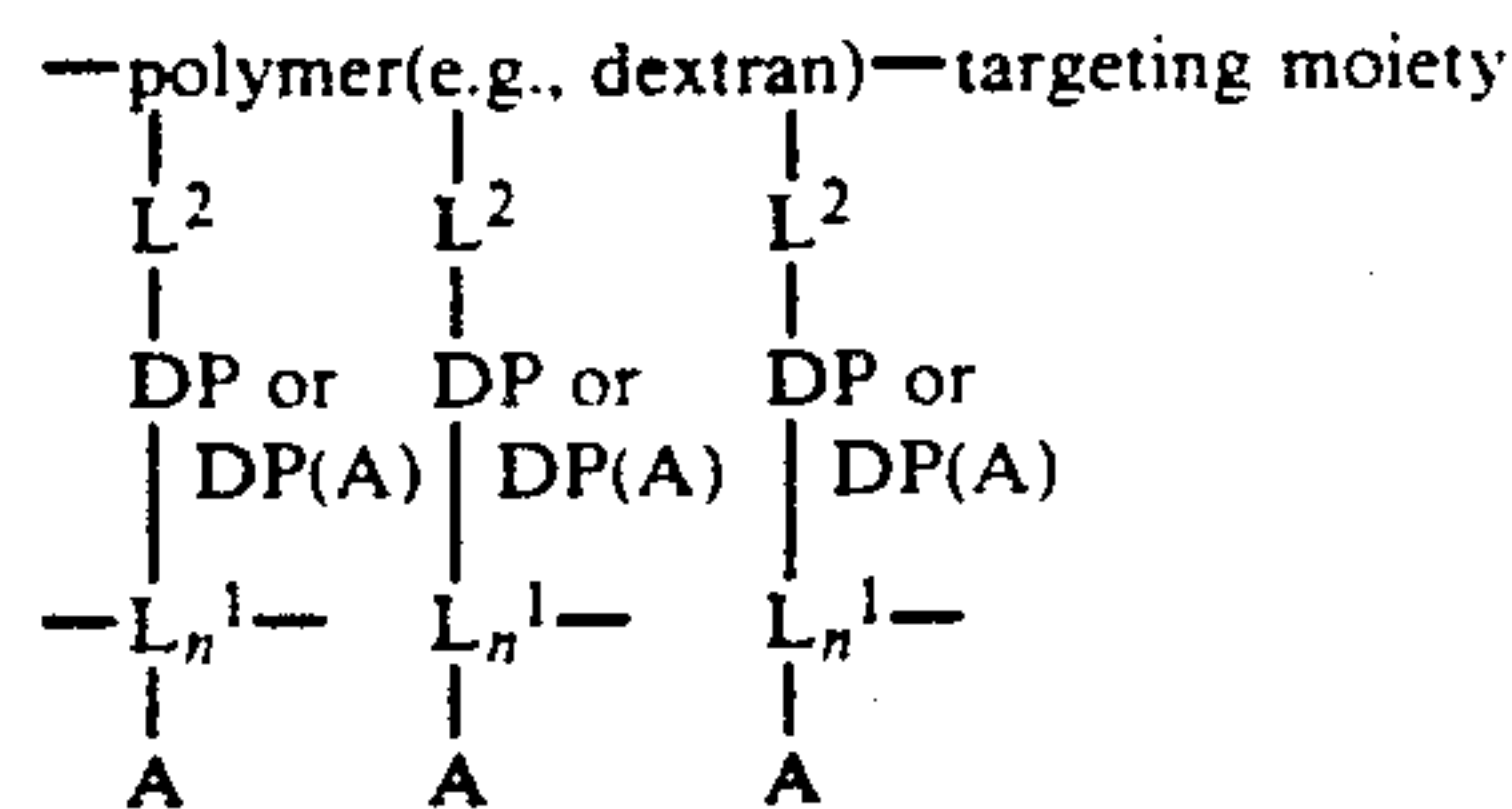 —polymer(e.g., dextran)—targeting moiety
L² L² L²
DP or DP or DP or
DP(A) DP(A) DP(A)
—Lₙ¹— Lₙ¹— Lₙ¹—
A A A